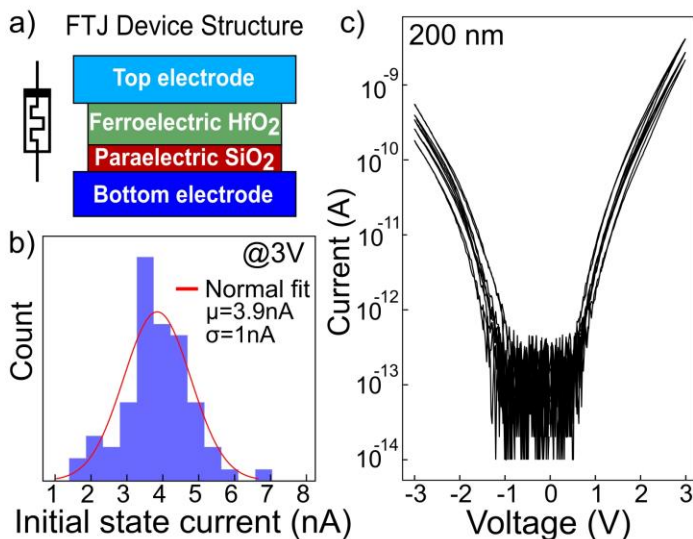 a) FTJ Device Structure
Top electrode
Ferroelectric HfO₂
Paraelectric SiO₂
Bottom electrode
b)
@3V
Normal fit
μ=3.9nA
σ=1nA
Count
1 2 3 4 5 6 7 8
Initial state current (nA)
c)
200 nm
Current (A)
10⁻⁹
10⁻¹⁰
10⁻¹¹
10⁻¹²
10⁻¹³
10⁻¹⁴
-3 -2 -1 0 1 2 3
Voltage (V)